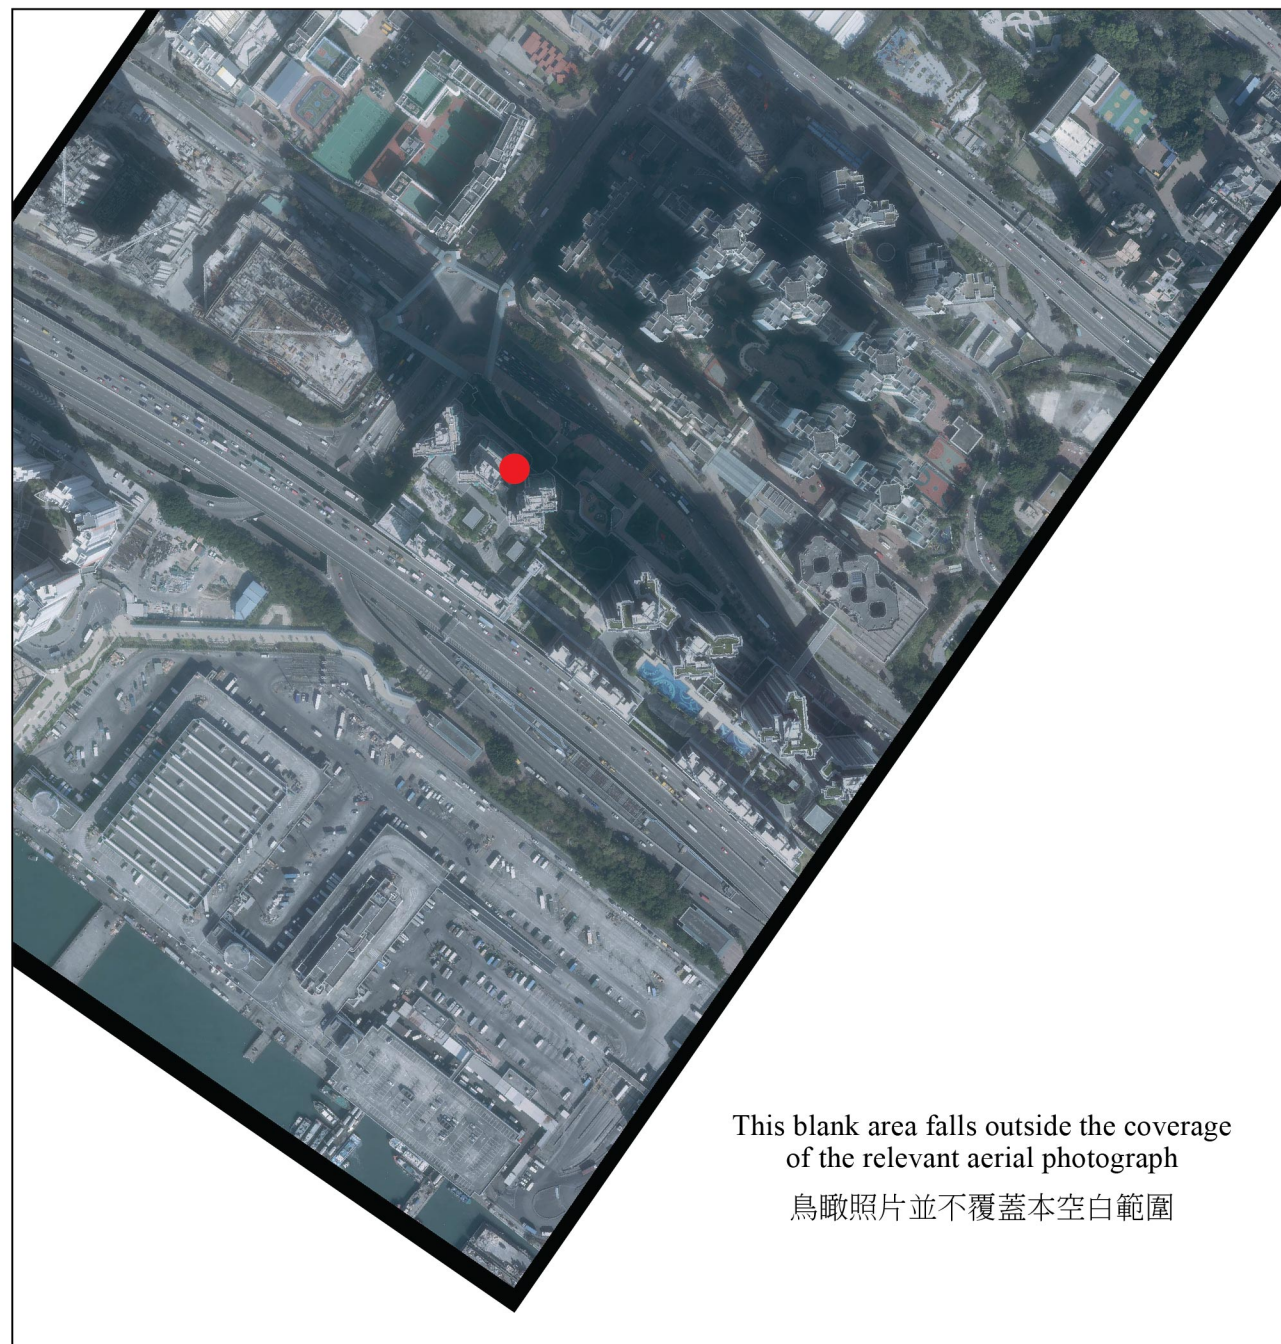 This blank area falls outside the coverage
of the relevant aerial photograph
鳥瞰照片並不覆蓋本空白範圍